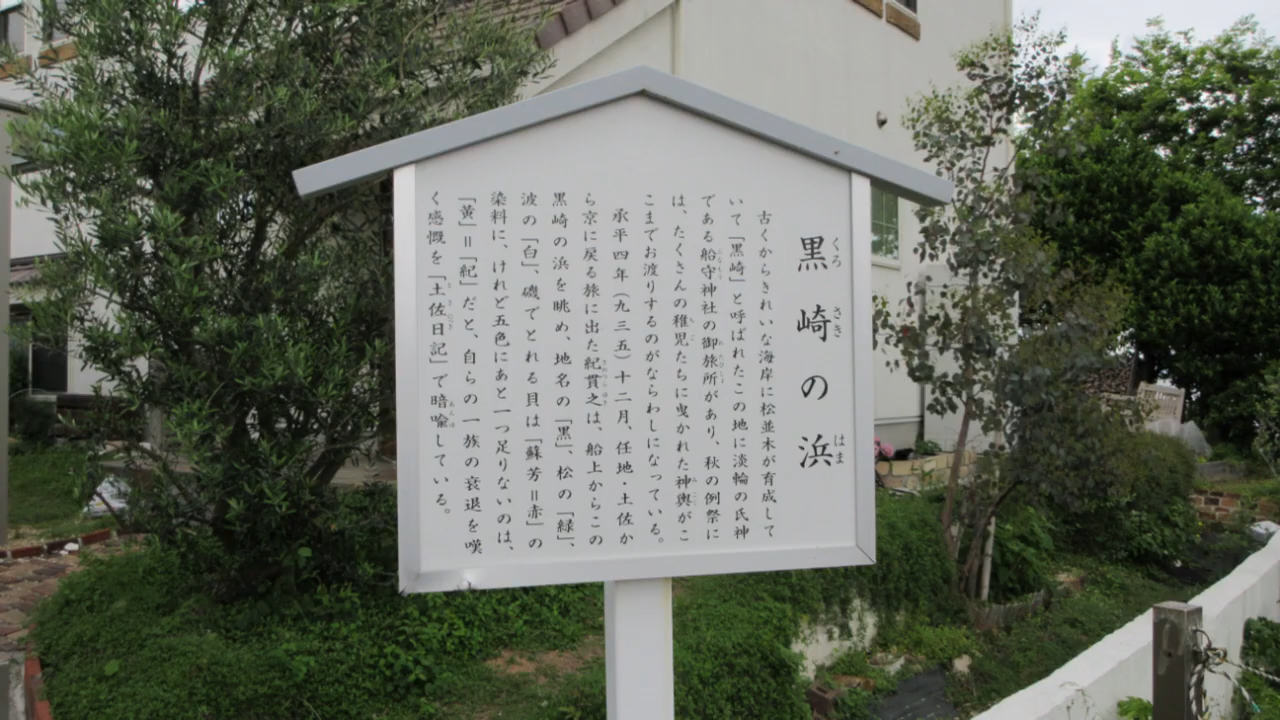 黒崎の浜
古くからきれいな海岸に松並木が育成して
いて「黒崎」と呼ばれたこの地に淡輪の氏神
である船守神社の御旅所があり、秋の例祭に
は、たくさんの稚児たちに曳かれた神輿がこ
こまでお渡りするのがならわしになっている。
承平四年（九三五）十二月、任地・土佐か
ら京に戻る旅に出た紀貫之は、船上からこの
黒崎の浜を眺め、地名の「黒」、松の「緑」、
波の「白」、磯でとれる貝は「蘇芳＝赤」の
染料に、けれど五色にあと一つ足りないのは、
「黄」＝「紀」だと、自らの一族の衰退を嘆
く感慨を「土佐日記」で暗喩している。